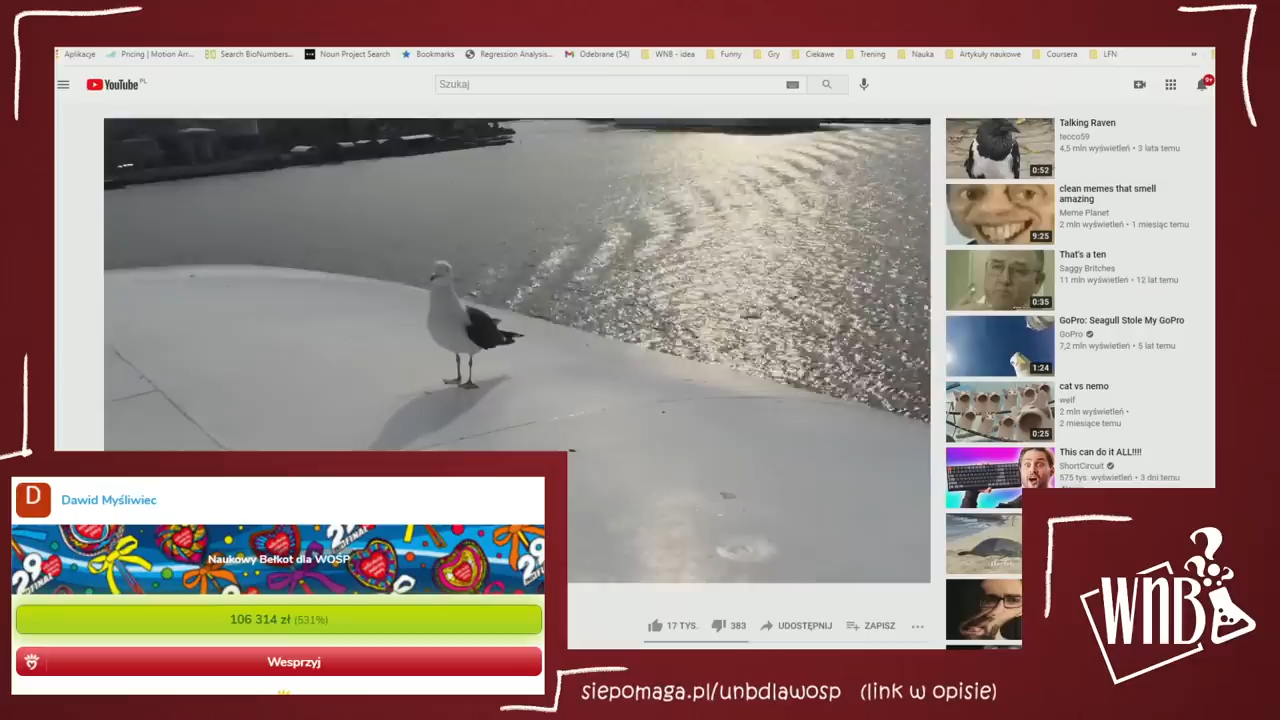 Aplikacje Pricing | Motion Arr... Search BioNumbers... Noun Project Search Bookmarks Regression Analysis... Odebrane (54) WNB - idea Funny Gry Ciekawe Trening Nauka Artykuły naukowe Coursera LFN »
YouTube PL
Szukaj
9+
Talking Raven
tecco59
4,5 mln wyświetleń • 3 lata temu
0:52
clean memes that smell
amazing
Meme Planet
2 mln wyświetleń • 1 miesiąc temu
9:25
That's a ten
Saggy Britches
11 mln wyświetleń • 12 lat temu
0:35
GoPro: Seagull Stole My GoPro
GoPro
7,2 mln wyświetleń • 5 lat temu
1:24
cat vs nemo
weif
2 mln wyświetleń •
2 miesiące temu
0:25
This can do it ALL!!!!
ShortCircuit
575 tys. wyświetleń • 3 dni temu
17 TYS. 383 UDOSTĘPNIJ ZAPISZ
D Dawid Myśliwiec
Naukowy Bełkot dla WOŚP
106 314 zł (531%)
Wesprzyj
WNB
siepomaga.pl/unbdlawosp (link w opisie)